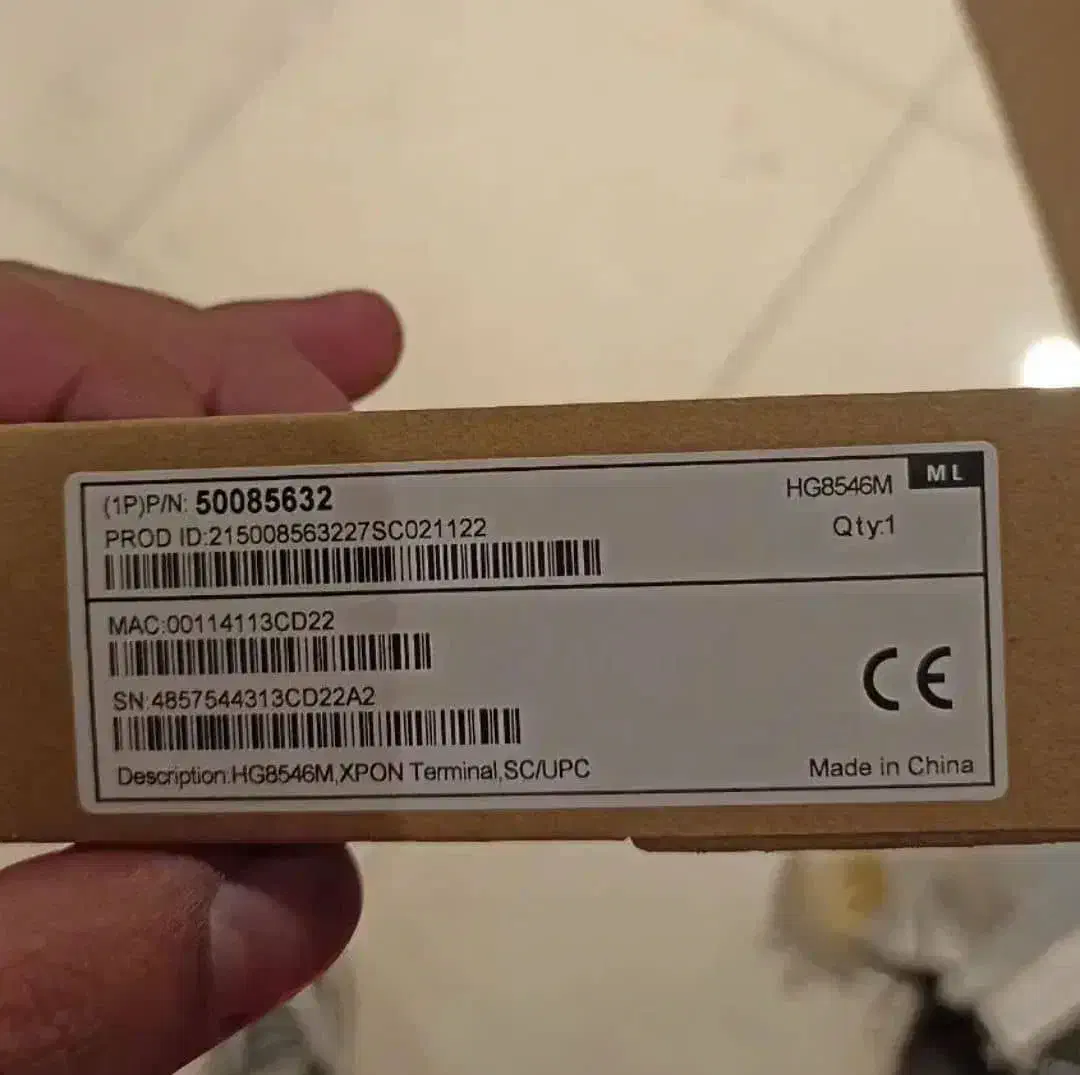 (1P)P/N: 50085632
HG8546M
ML
PROD ID:215008563227SC021122
Qty:1
MAC:00114113CD22
SN:4857544313CD22A2
CE
Description:HG8546M,XPON Terminal,SC/UPC
Made in China